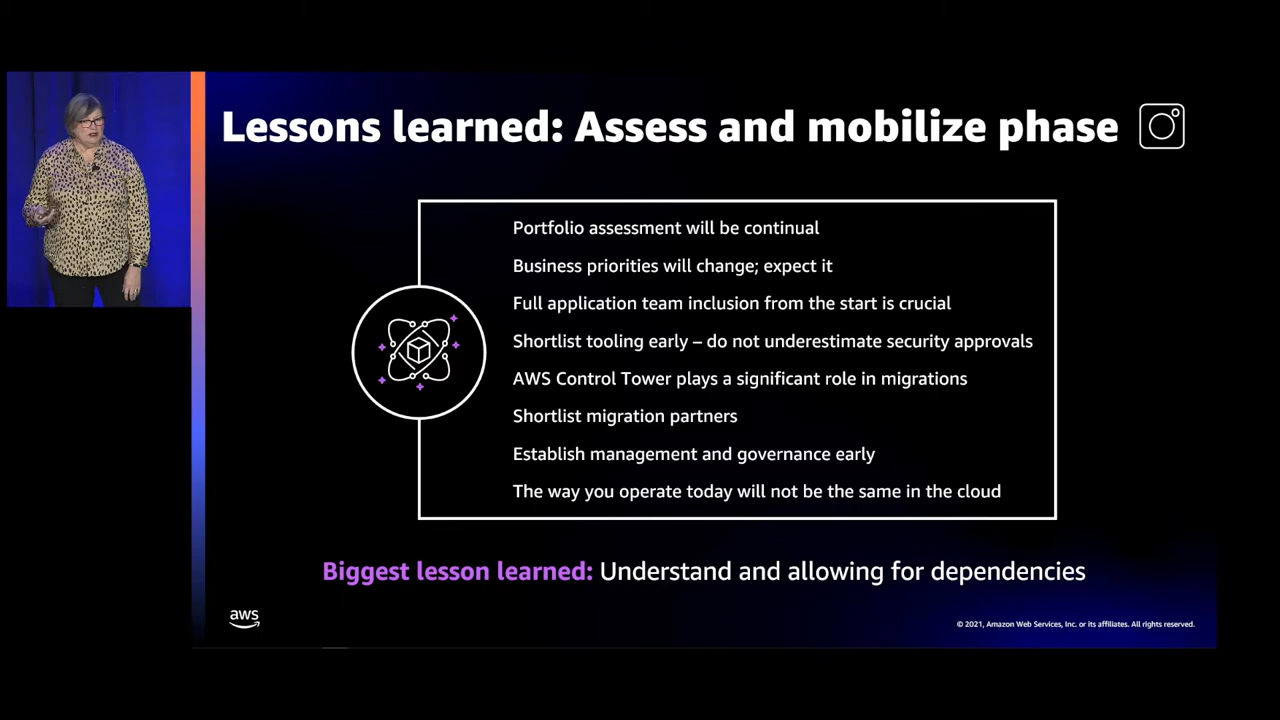 Lessons learned: Assess and mobilize phase
Portfolio assessment will be continual
Business priorities will change; expect it
Full application team inclusion from the start is crucial
Shortlist tooling early – do not underestimate security approvals
AWS Control Tower plays a significant role in migrations
Shortlist migration partners
Establish management and governance early
The way you operate today will not be the same in the cloud
Biggest lesson learned: Understand and allowing for dependencies
aws
© 2021, Amazon Web Services, Inc. or its affiliates. All rights reserved.